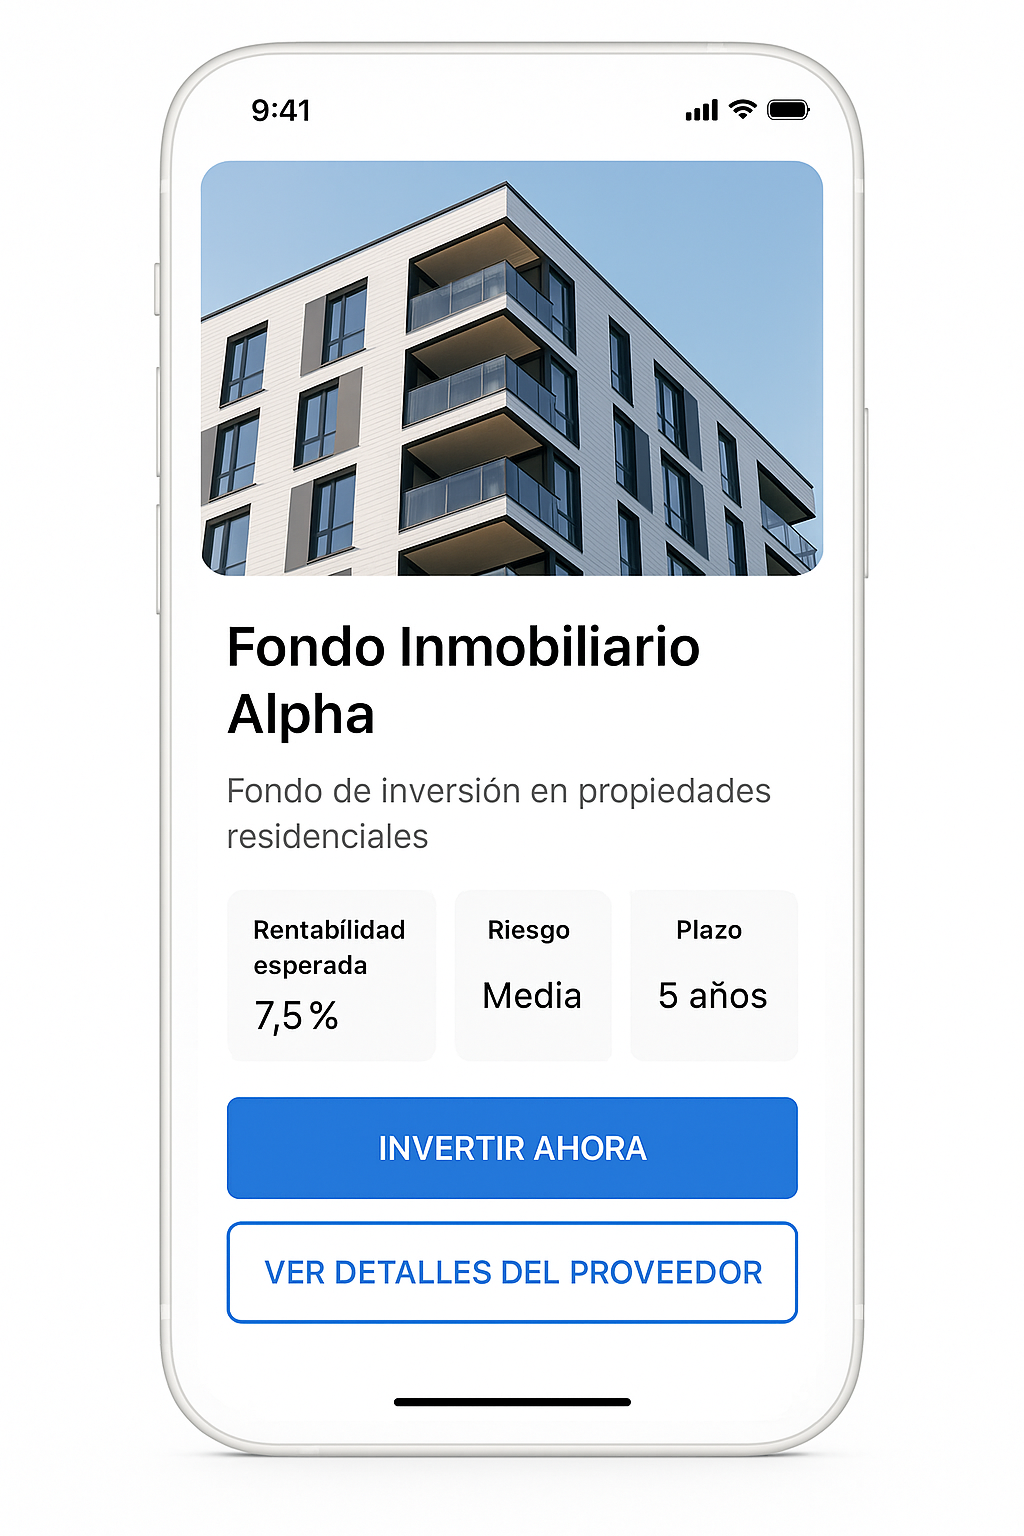 9:41
Fondo Inmobiliario
Alpha
Fondo de inversión en propiedades
residenciales
Rentabílidad
esperada
7,5 %
Riesgo
Media
Plazo
5 aňos
INVERTIR AHORA
VER DETALLES DEL PROVEEDOR